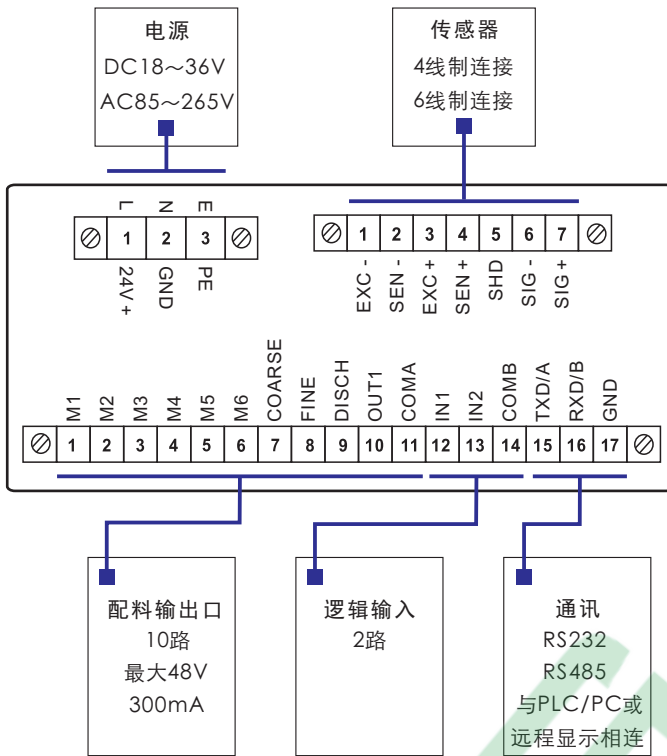 电源
DC18～36V
AC85～265V
传感器
4线制连接
6线制连接
L N E
1 2 3
24V+ GND PE
1 2 3 4 5 6 7
EXC - SEN - EXC + SEN + SHD SIG - SIG +
M1 M2 M3 M4 M5 M6 COARSE FINE DISCH OUT1 COMA IN1 IN2 COMB TXD/A RXD/B GND
1 2 3 4 5 6 7 8 9 10 11 12 13 14 15 16 17
配料输出口
10路
最大48V
300mA
逻辑输入
2路
通讯
RS232
RS485
与PLC/PC或
远程显示相连